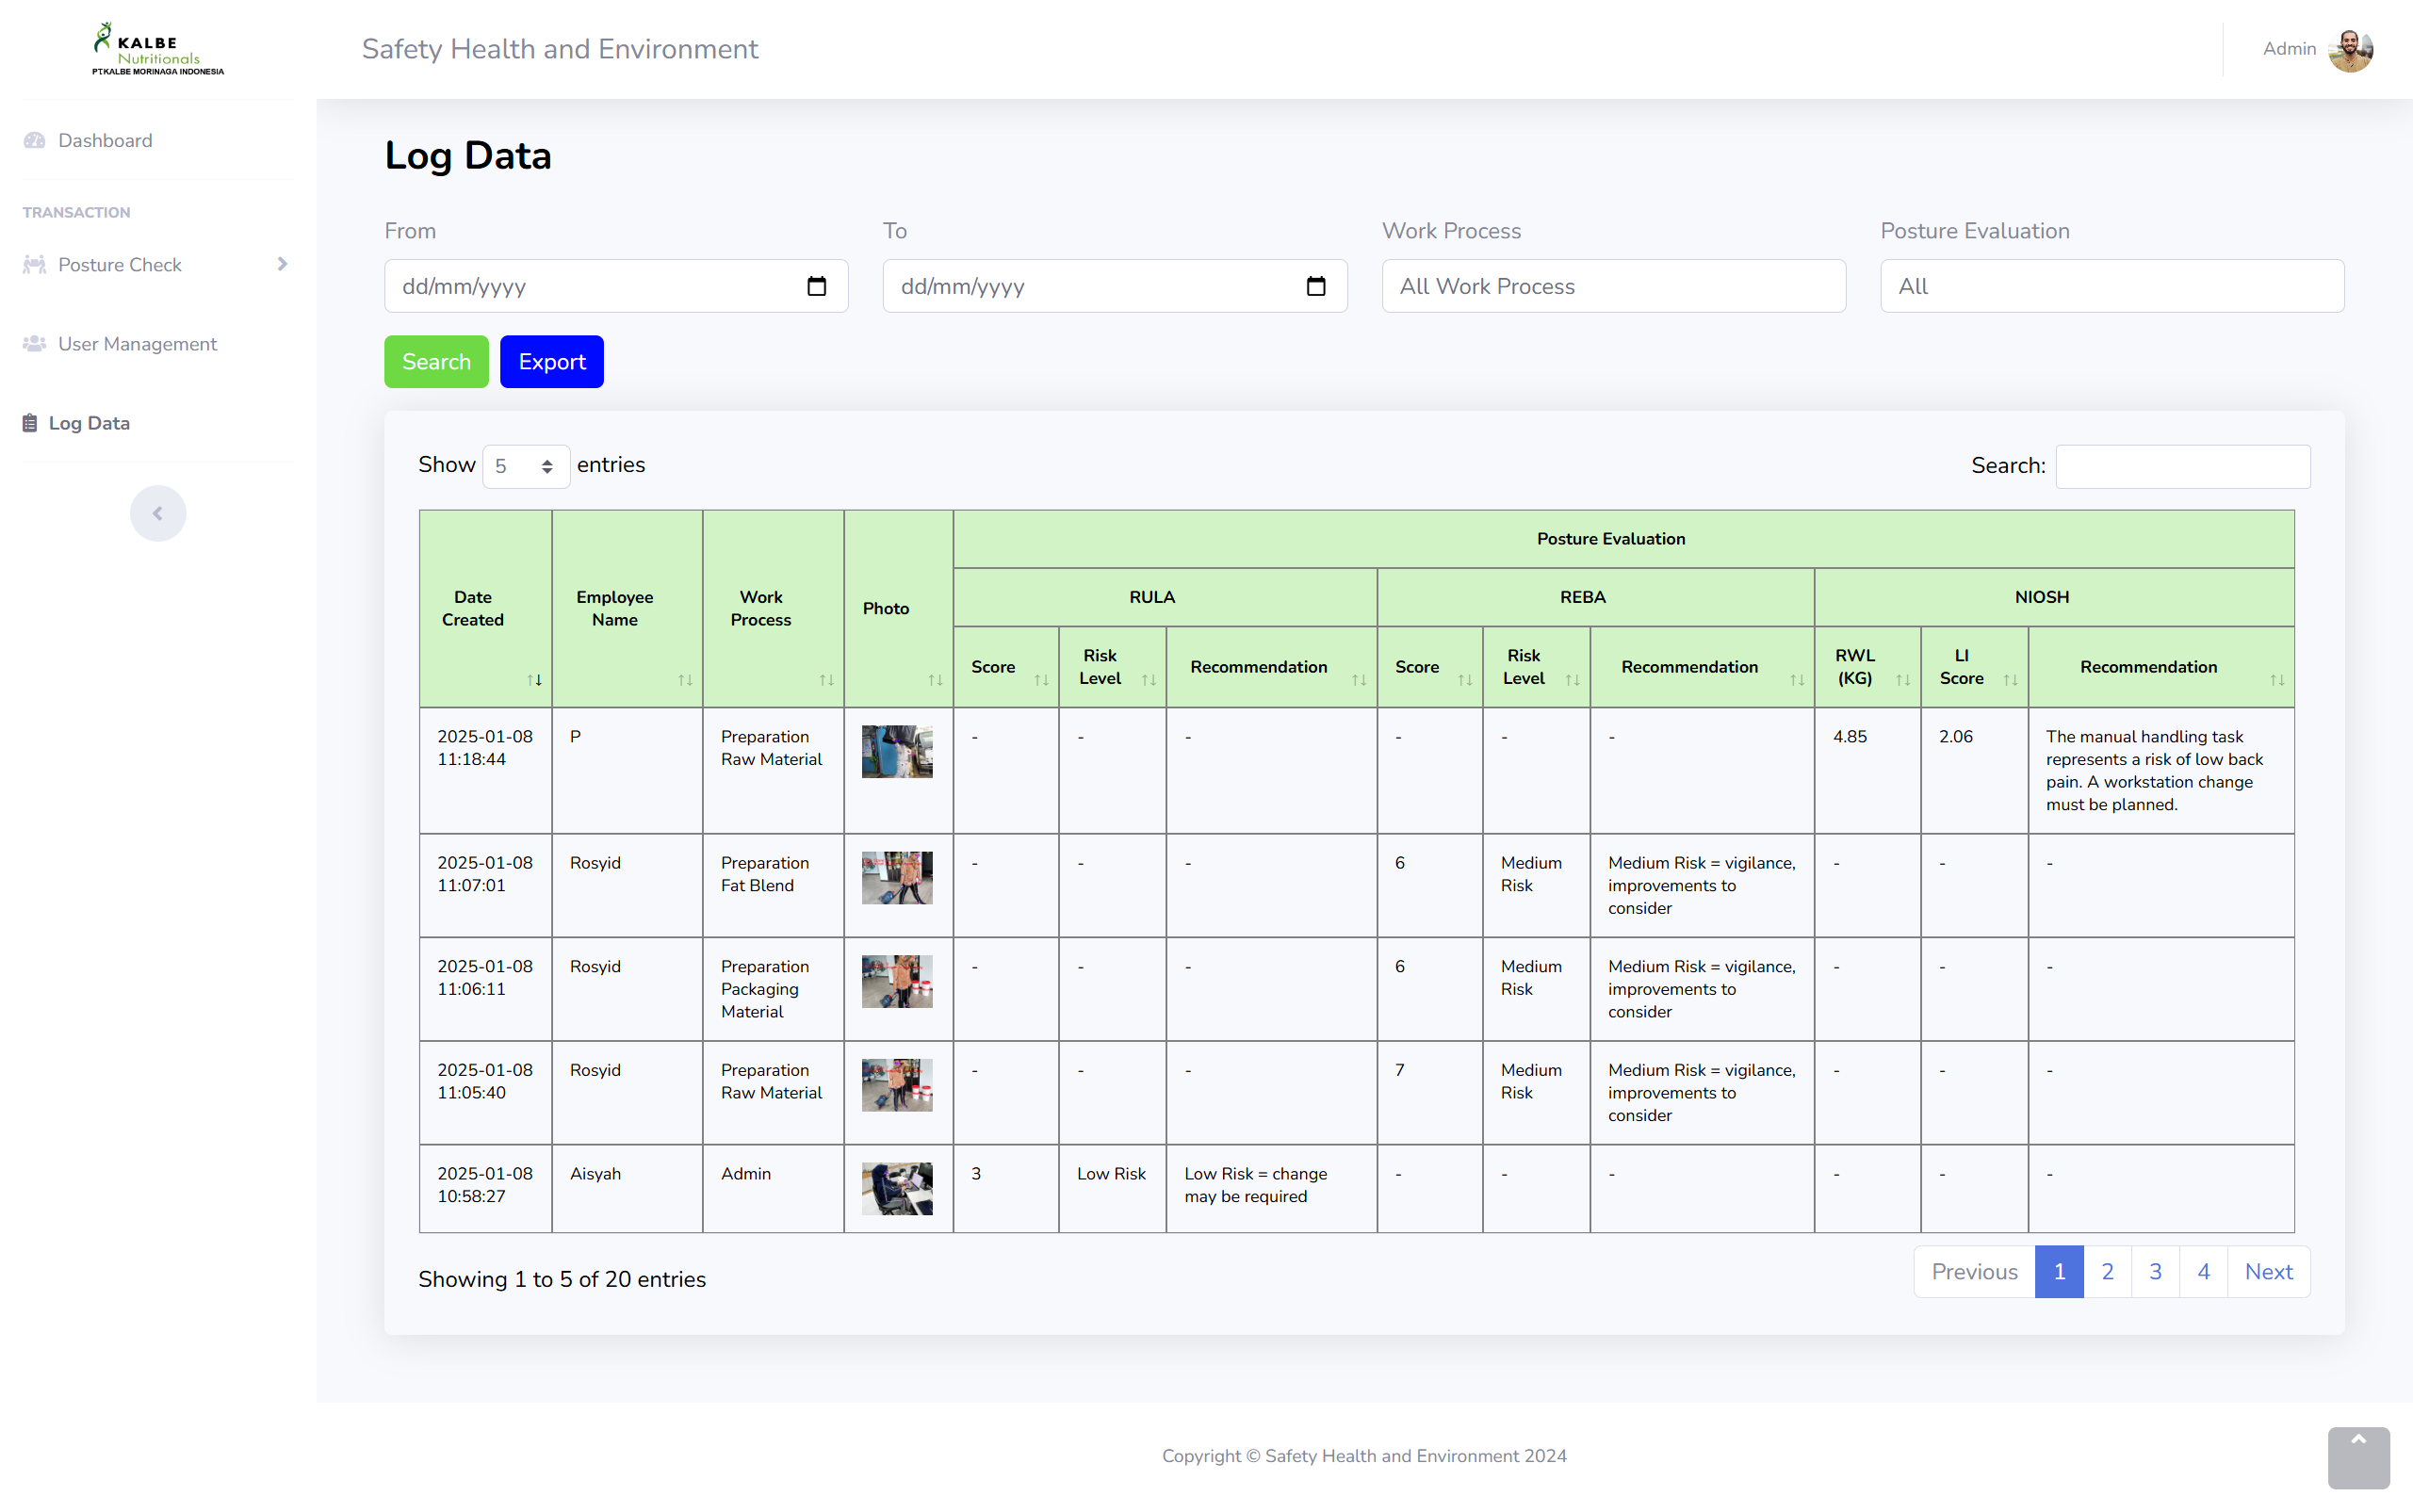 KALBE
Nutritionals
PT.KALBE MORINAGA INDONESIA
Safety Health and Environment
Admin
Dashboard
TRANSACTION
Posture Check
User Management
Log Data
Log Data
From
To
Work Process
Posture Evaluation
dd/mm/yyyy
dd/mm/yyyy
All Work Process
All
Search
Export
Show 5 entries
Search:
Posture Evaluation
Date
Created
Employee
Name
Work
Process
Photo
RULA
REBA
NIOSH
Score
Risk
Level
Recommendation
Score
Risk
Level
Recommendation
RWL
(KG)
LI
Score
Recommendation
2025-01-08
11:18:44
P
Preparation
Raw Material
-
-
-
-
-
-
4.85
2.06
The manual handling task
represents a risk of low back
pain. A workstation change
must be planned.
2025-01-08
11:07:01
Rosyid
Preparation
Fat Blend
-
-
-
6
Medium
Risk
Medium Risk = vigilance,
improvements to
consider
-
-
-
2025-01-08
11:06:11
Rosyid
Preparation
Packaging
Material
-
-
-
6
Medium
Risk
Medium Risk = vigilance,
improvements to
consider
-
-
-
2025-01-08
11:05:40
Rosyid
Preparation
Raw Material
-
-
-
7
Medium
Risk
Medium Risk = vigilance,
improvements to
consider
-
-
-
2025-01-08
10:58:27
Aisyah
Admin
3
Low Risk
Low Risk = change
may be required
-
-
-
-
-
-
Showing 1 to 5 of 20 entries
Previous 1 2 3 4 Next
Copyright © Safety Health and Environment 2024